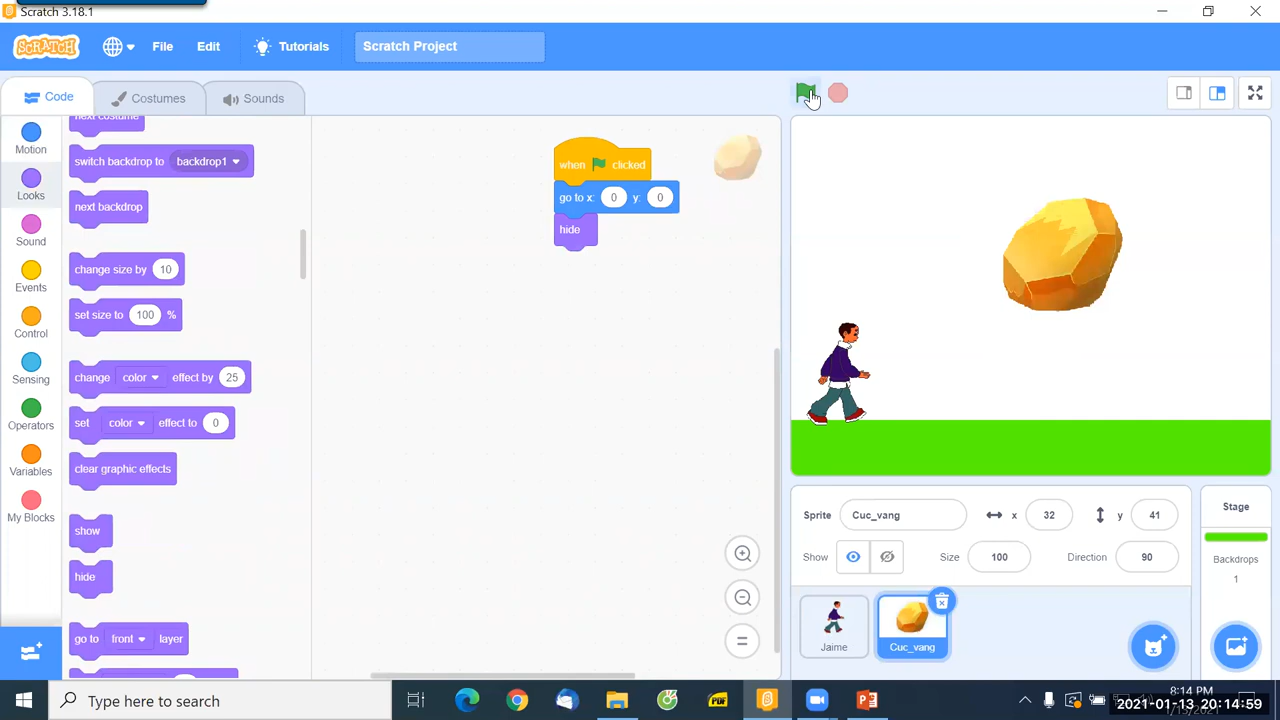 Scratch 3.18.1
SCRATCH File Edit Tutorials Scratch Project
Code Costumes Sounds
Motion
Looks
Sound
Events
Control
Sensing
Operators
Variables
My Blocks
next costume
switch backdrop to backdrop1
next backdrop
change size by 10
set size to 100 %
change color effect by 25
set color effect to 0
clear graphic effects
show
hide
go to front layer
when clicked
go to x: 0 y: 0
hide
Sprite Cuc_vang x 32 y 41
Show Size 100 Direction 90
Jaime
Cuc_vang
Stage
Backdrops
1
Type here to search
PDF
8:14 PM
2021-01-13 20:14:59